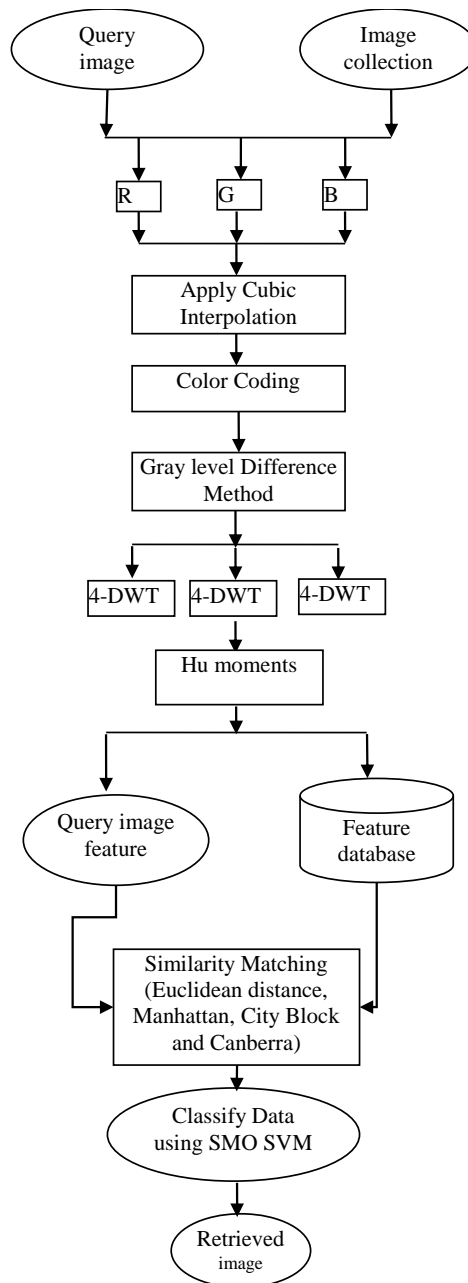 Query
image
Image
collection
R
G
B
Apply Cubic
Interpolation
Color Coding
Gray level Difference
Method
4-DWT
4-DWT
4-DWT
Hu moments
Query image
feature
Feature
database
Similarity Matching
(Euclidean distance,
Manhattan, City Block
and Canberra)
Classify Data
using SMO SVM
Retrieved
image